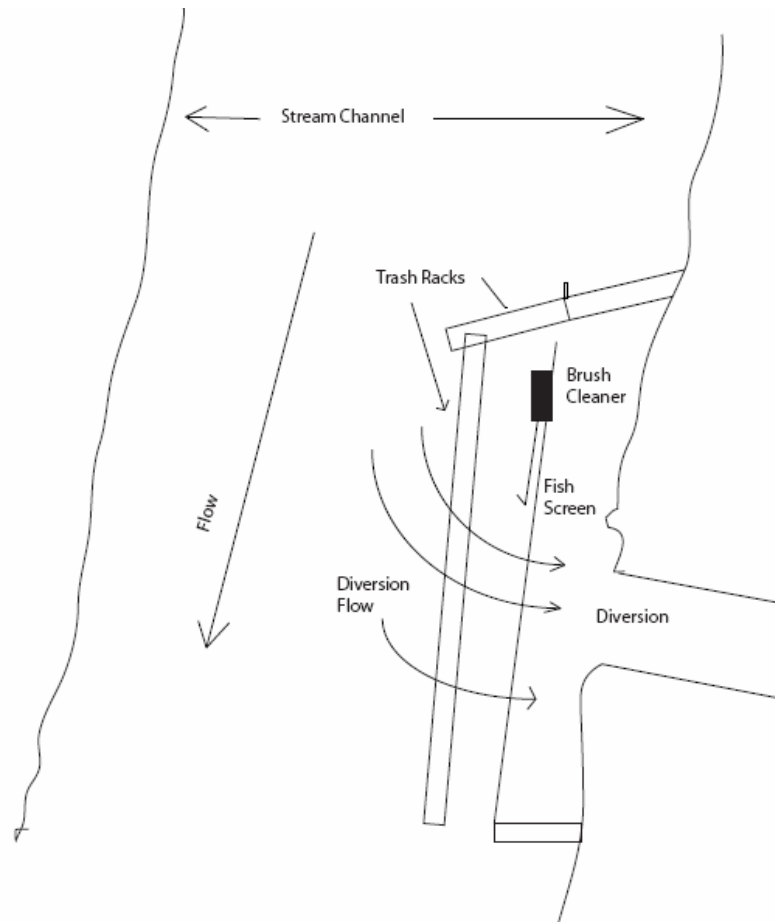 Stream Channel
Trash Racks
Brush
Cleaner
Fish
Screen
Flow
Diversion
Flow
Diversion